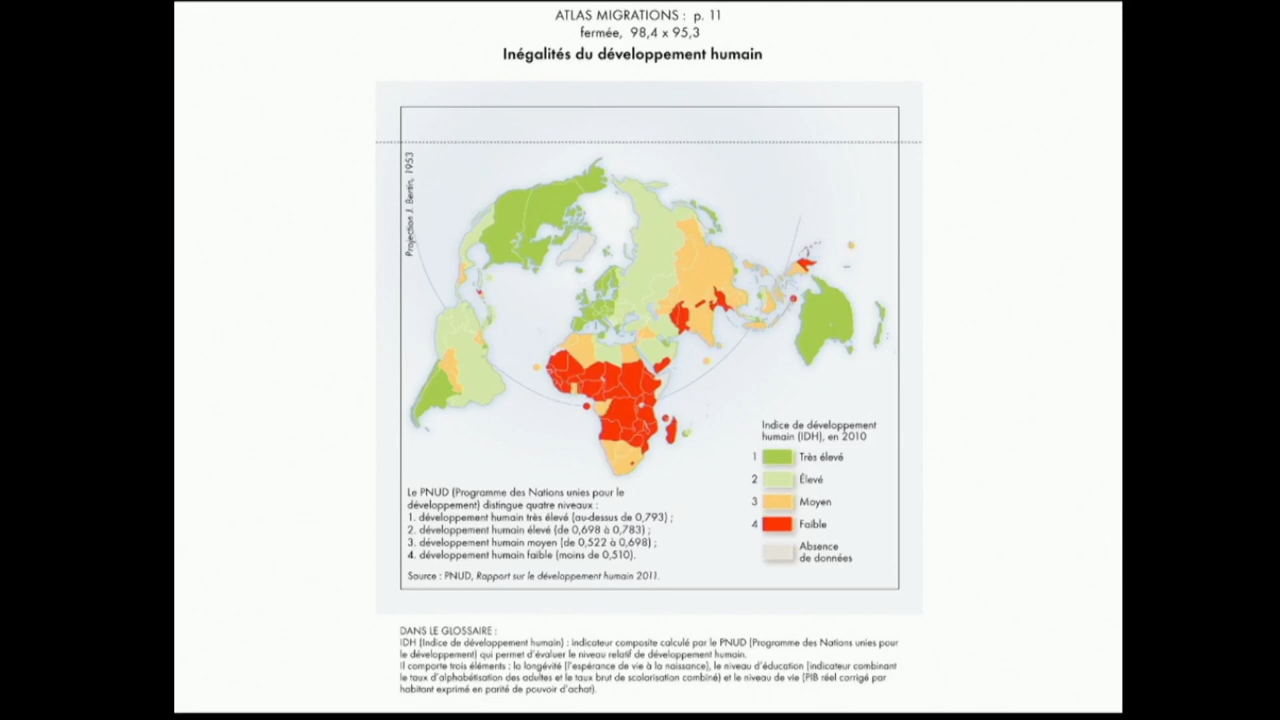 ATLAS MIGRATIONS : p. 11
fermée, 98,4 x 95,3
Inégalités du développement humain
Projection J. Bertin, 1953
Indice de développement
humain (IDH), en 2010
1 Très élevé
2 Élevé
3 Moyen
4 Faible
Absence
de données
Le PNUD (Programme des Nations unies pour le
développement) distingue quatre niveaux :
1. développement humain très élevé (au-dessus de 0,793) ;
2. développement humain élevé (de 0,698 à 0,783) ;
3. développement humain moyen (de 0,522 à 0,698) ;
4. développement humain faible (moins de 0,510).
Source : PNUD, Rapport sur le développement humain 2011.
DANS LE GLOSSAIRE :
IDH (Indice de développement humain) : indicateur composite calculé par le PNUD (Programme des Nations unies pour
le développement) qui permet d'évaluer le niveau relatif de développement humain.
Il comporte trois éléments : la longévité (l'espérance de vie à la naissance), le niveau d'éducation (indicateur combinant
le taux d'alphabétisation des adultes et le taux brut de scolarisation combiné) et le niveau de vie (PIB réel corrigé par
habitant exprimé en parité de pouvoir d'achat).